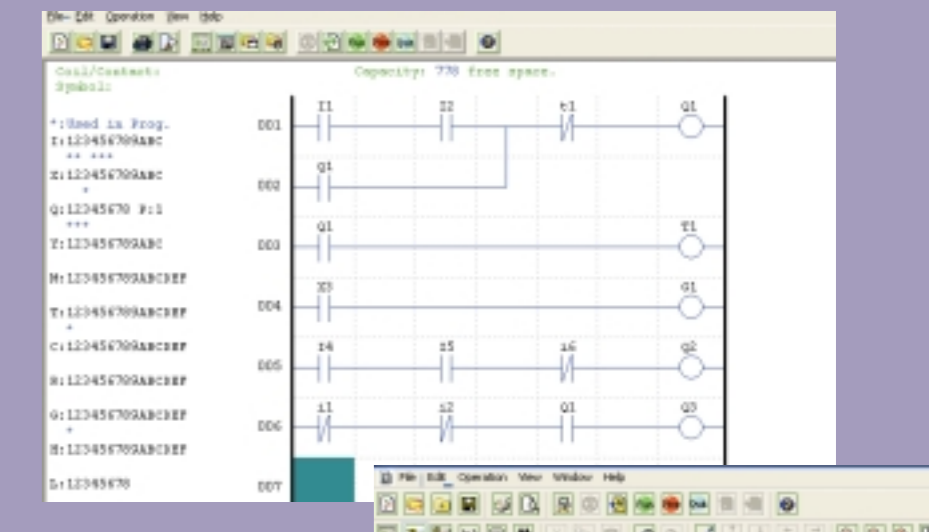 File Edit Operation View Help
Coil/Contact: Capacity: 778 free space.
Symbol:
*:Used in Prog.
I:123456789ABC
** ***
X:123456789ABC
*
Q:12345678 P:1
***
Y:123456789ABC
M:123456789ABCDEF
T:123456789ABCDEF
*
C:123456789ABCDEF
R:123456789ABCDEF
G:123456789ABCDEF
*
H:123456789ABCDEF
L:12345678
I1 I2 t1 Q1
001
Q1
002
Q1 T1
003
X3 G1
004
I4 I5 i6 Q2
005
i1 i2 Q1 Q3
006
007
File Edit Operation View Window Help